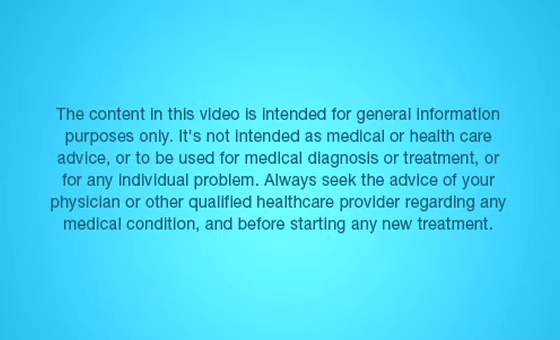 The content in this video is intended for general information
purposes only. It's not intended as medical or health care
advice, or to be used for medical diagnosis or treatment, or
for any individual problem. Always seek the advice of your
physician or other qualified healthcare provider regarding any
medical condition, and before starting any new treatment.